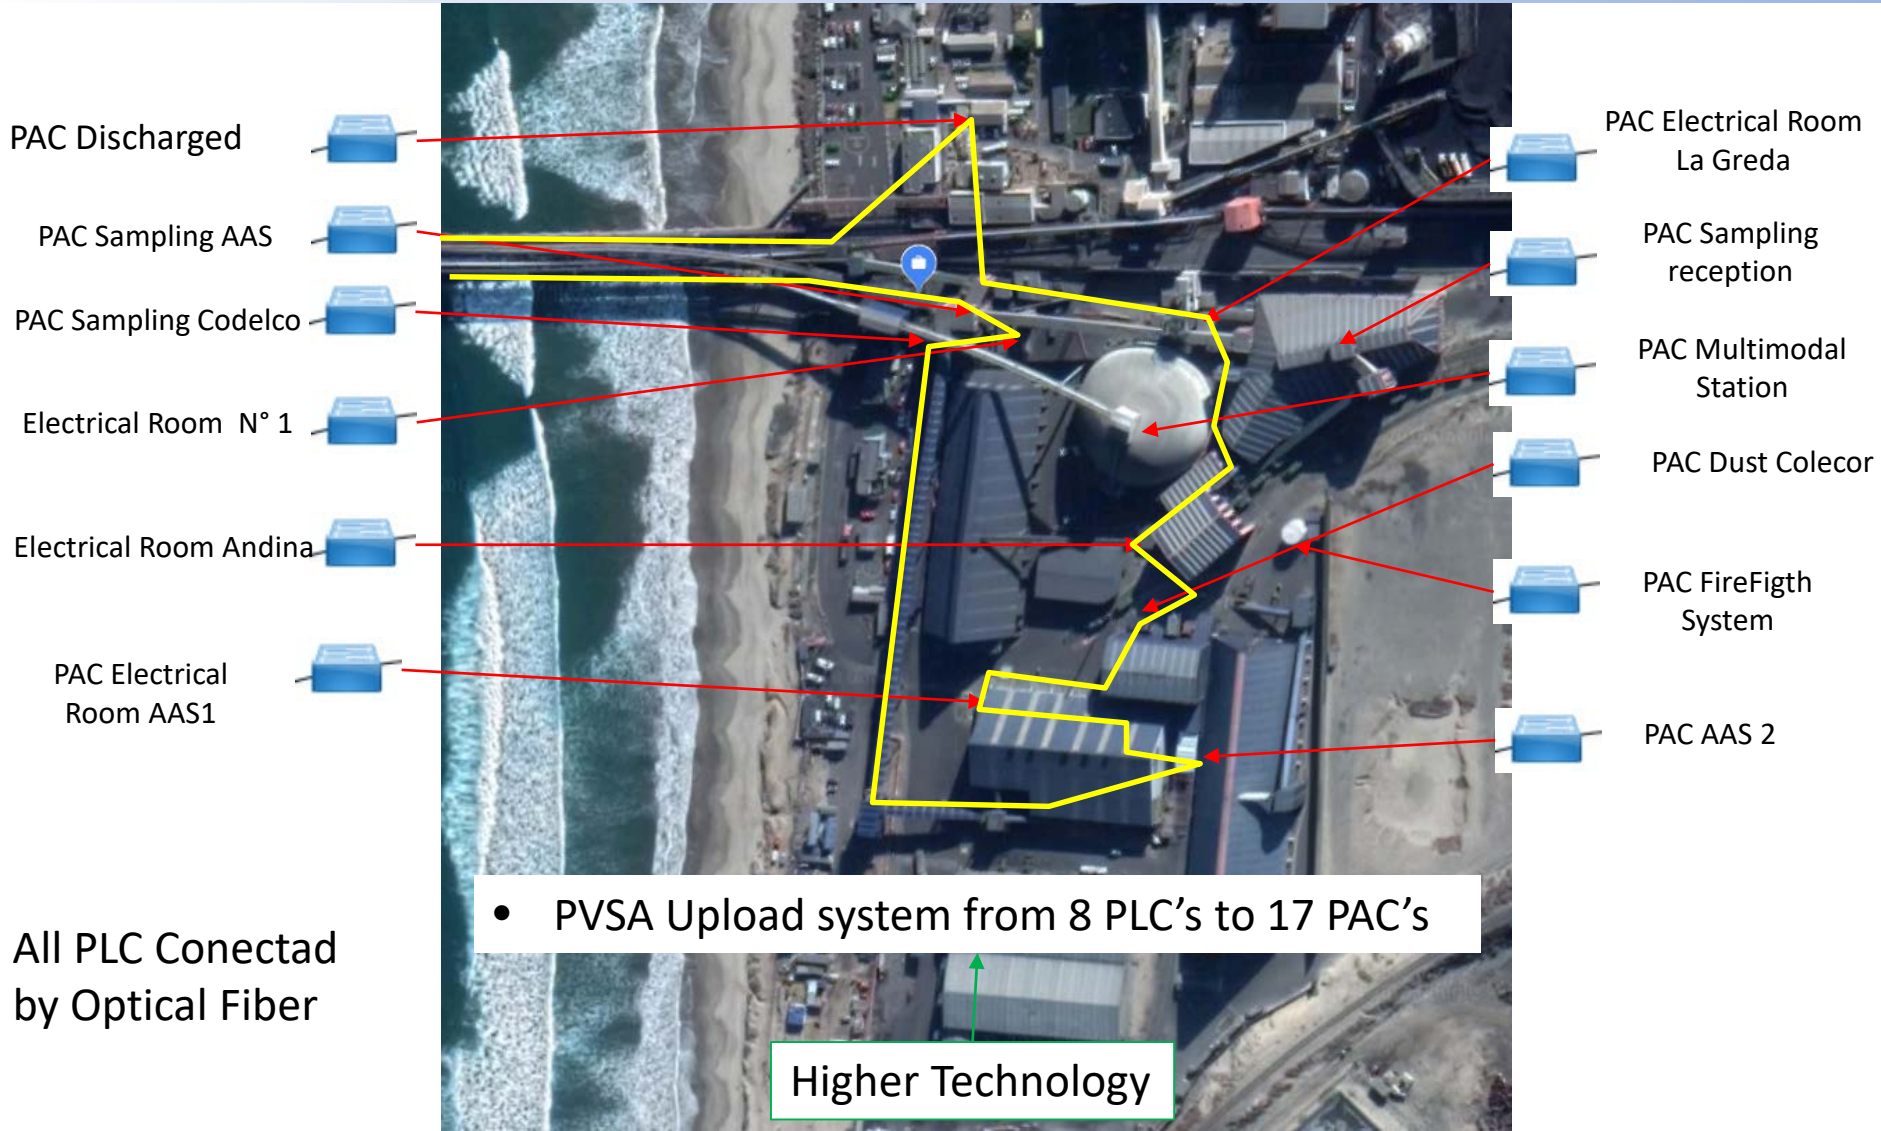 PAC Discharged
PAC Sampling AAS
PAC Sampling Codelco
Electrical Room N° 1
Electrical Room Andina
PAC Electrical
Room AAS1
All PLC Conectad
by Optical Fiber
PAC Electrical Room
La Greda
PAC Sampling
reception
PAC Multimodal
Station
PAC Dust Colecor
PAC FireFigth
System
PAC AAS 2
• PVSA Upload system from 8 PLC’s to 17 PAC’s
Higher Technology